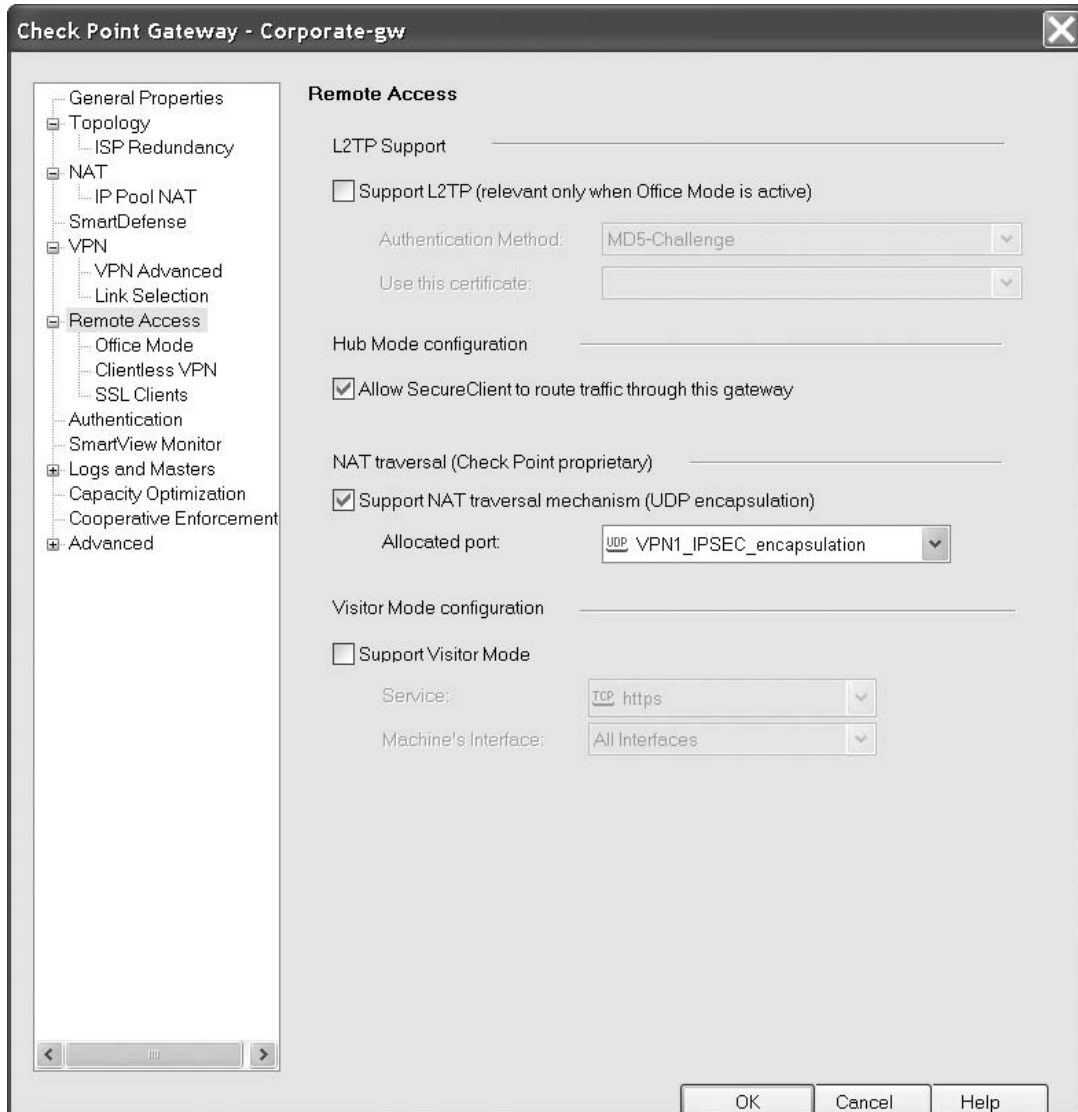 Check Point Gateway - Corporate-gw
General Properties
Topology
ISP Redundancy
NAT
IP Pool NAT
SmartDefense
VPN
VPN Advanced
Link Selection
Remote Access
Office Mode
Clientless VPN
SSL Clients
Authentication
SmartView Monitor
Logs and Masters
Capacity Optimization
Cooperative Enforcement
Advanced
Remote Access
L2TP Support
Support L2TP (relevant only when Office Mode is active)
Authentication Method: MD5-Challenge
Use this certificate:
Hub Mode configuration
Allow SecureClient to route traffic through this gateway
NAT traversal (Check Point proprietary)
Support NAT traversal mechanism (UDP encapsulation)
Allocated port: UDP VPN1_IPSEC_encapsulation
Visitor Mode configuration
Support Visitor Mode
Service: TCP https
Machine's Interface: All Interfaces
OK Cancel Help